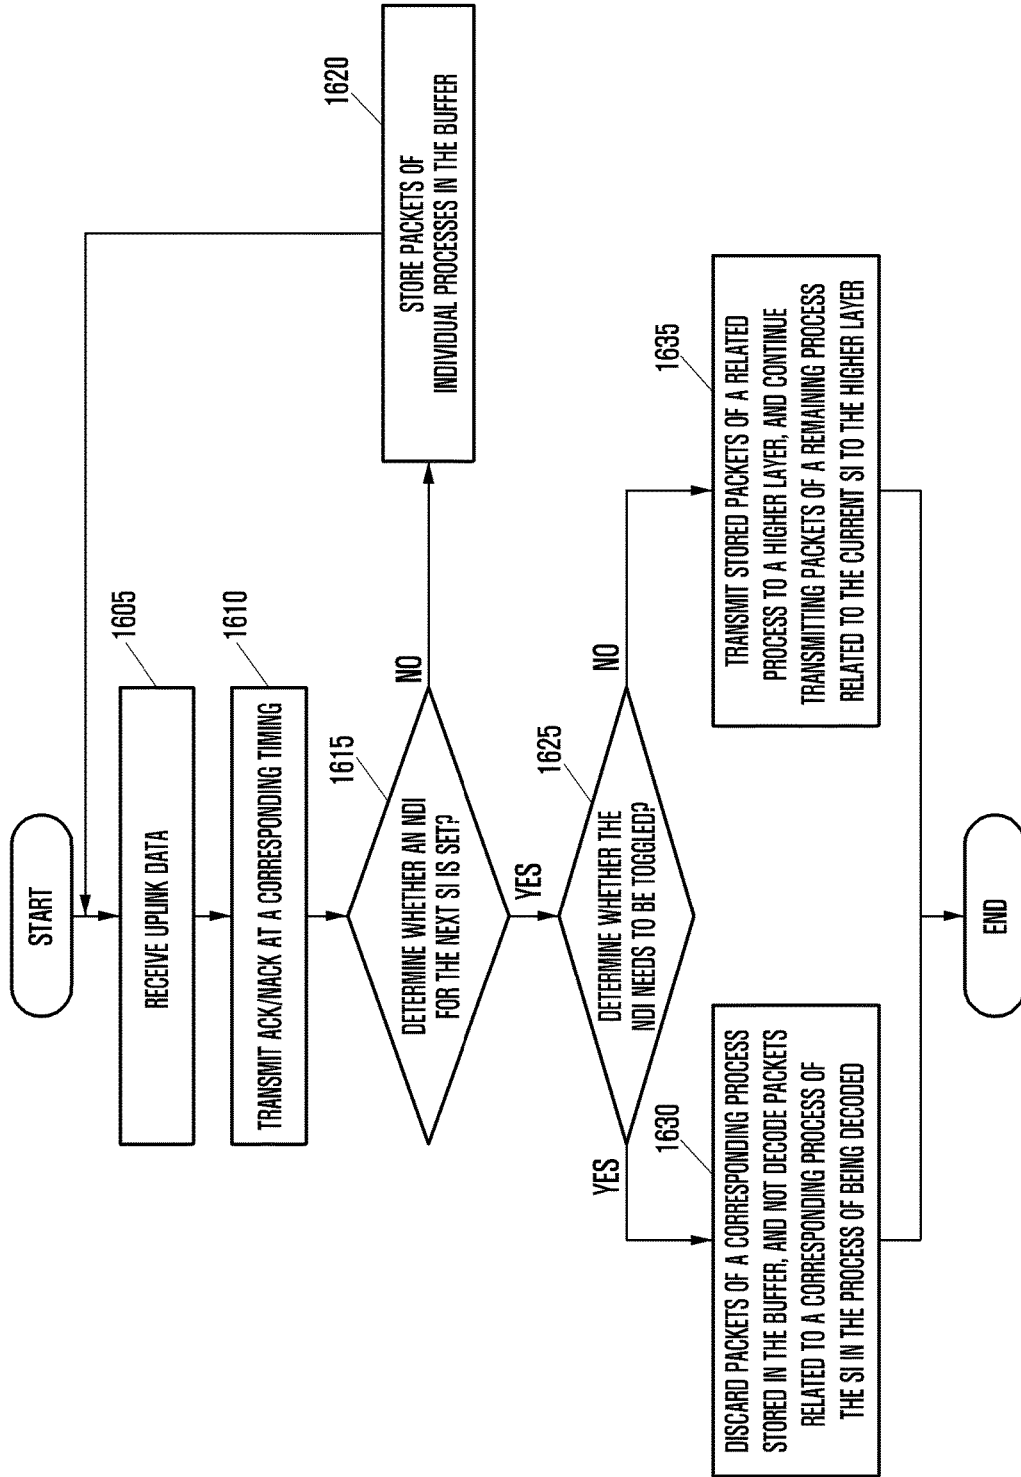 START
1605
RECEIVE UPLINK DATA
1610
TRANSMIT ACK/NACK AT A CORRESPONDING TIMING
1615
DETERMINE WHETHER AN NDI
FOR THE NEXT SI IS SET?
NO
1620
STORE PACKETS OF
INDIVIDUAL PROCESSES IN THE BUFFER
YES
1625
DETERMINE WHETHER THE
NDI NEEDS TO BE TOGGLED?
YES
NO
1630
DISCARD PACKETS OF A CORRESPONDING PROCESS
STORED IN THE BUFFER, AND NOT DECODE PACKETS
RELATED TO A CORRESPONDING PROCESS OF
THE SI IN THE PROCESS OF BEING DECODED
1635
TRANSMIT STORED PACKETS OF A RELATED
PROCESS TO A HIGHER LAYER, AND CONTINUE
TRANSMITTING PACKETS OF A REMAINING PROCESS
RELATED TO THE CURRENT SI TO THE HIGHER LAYER
END